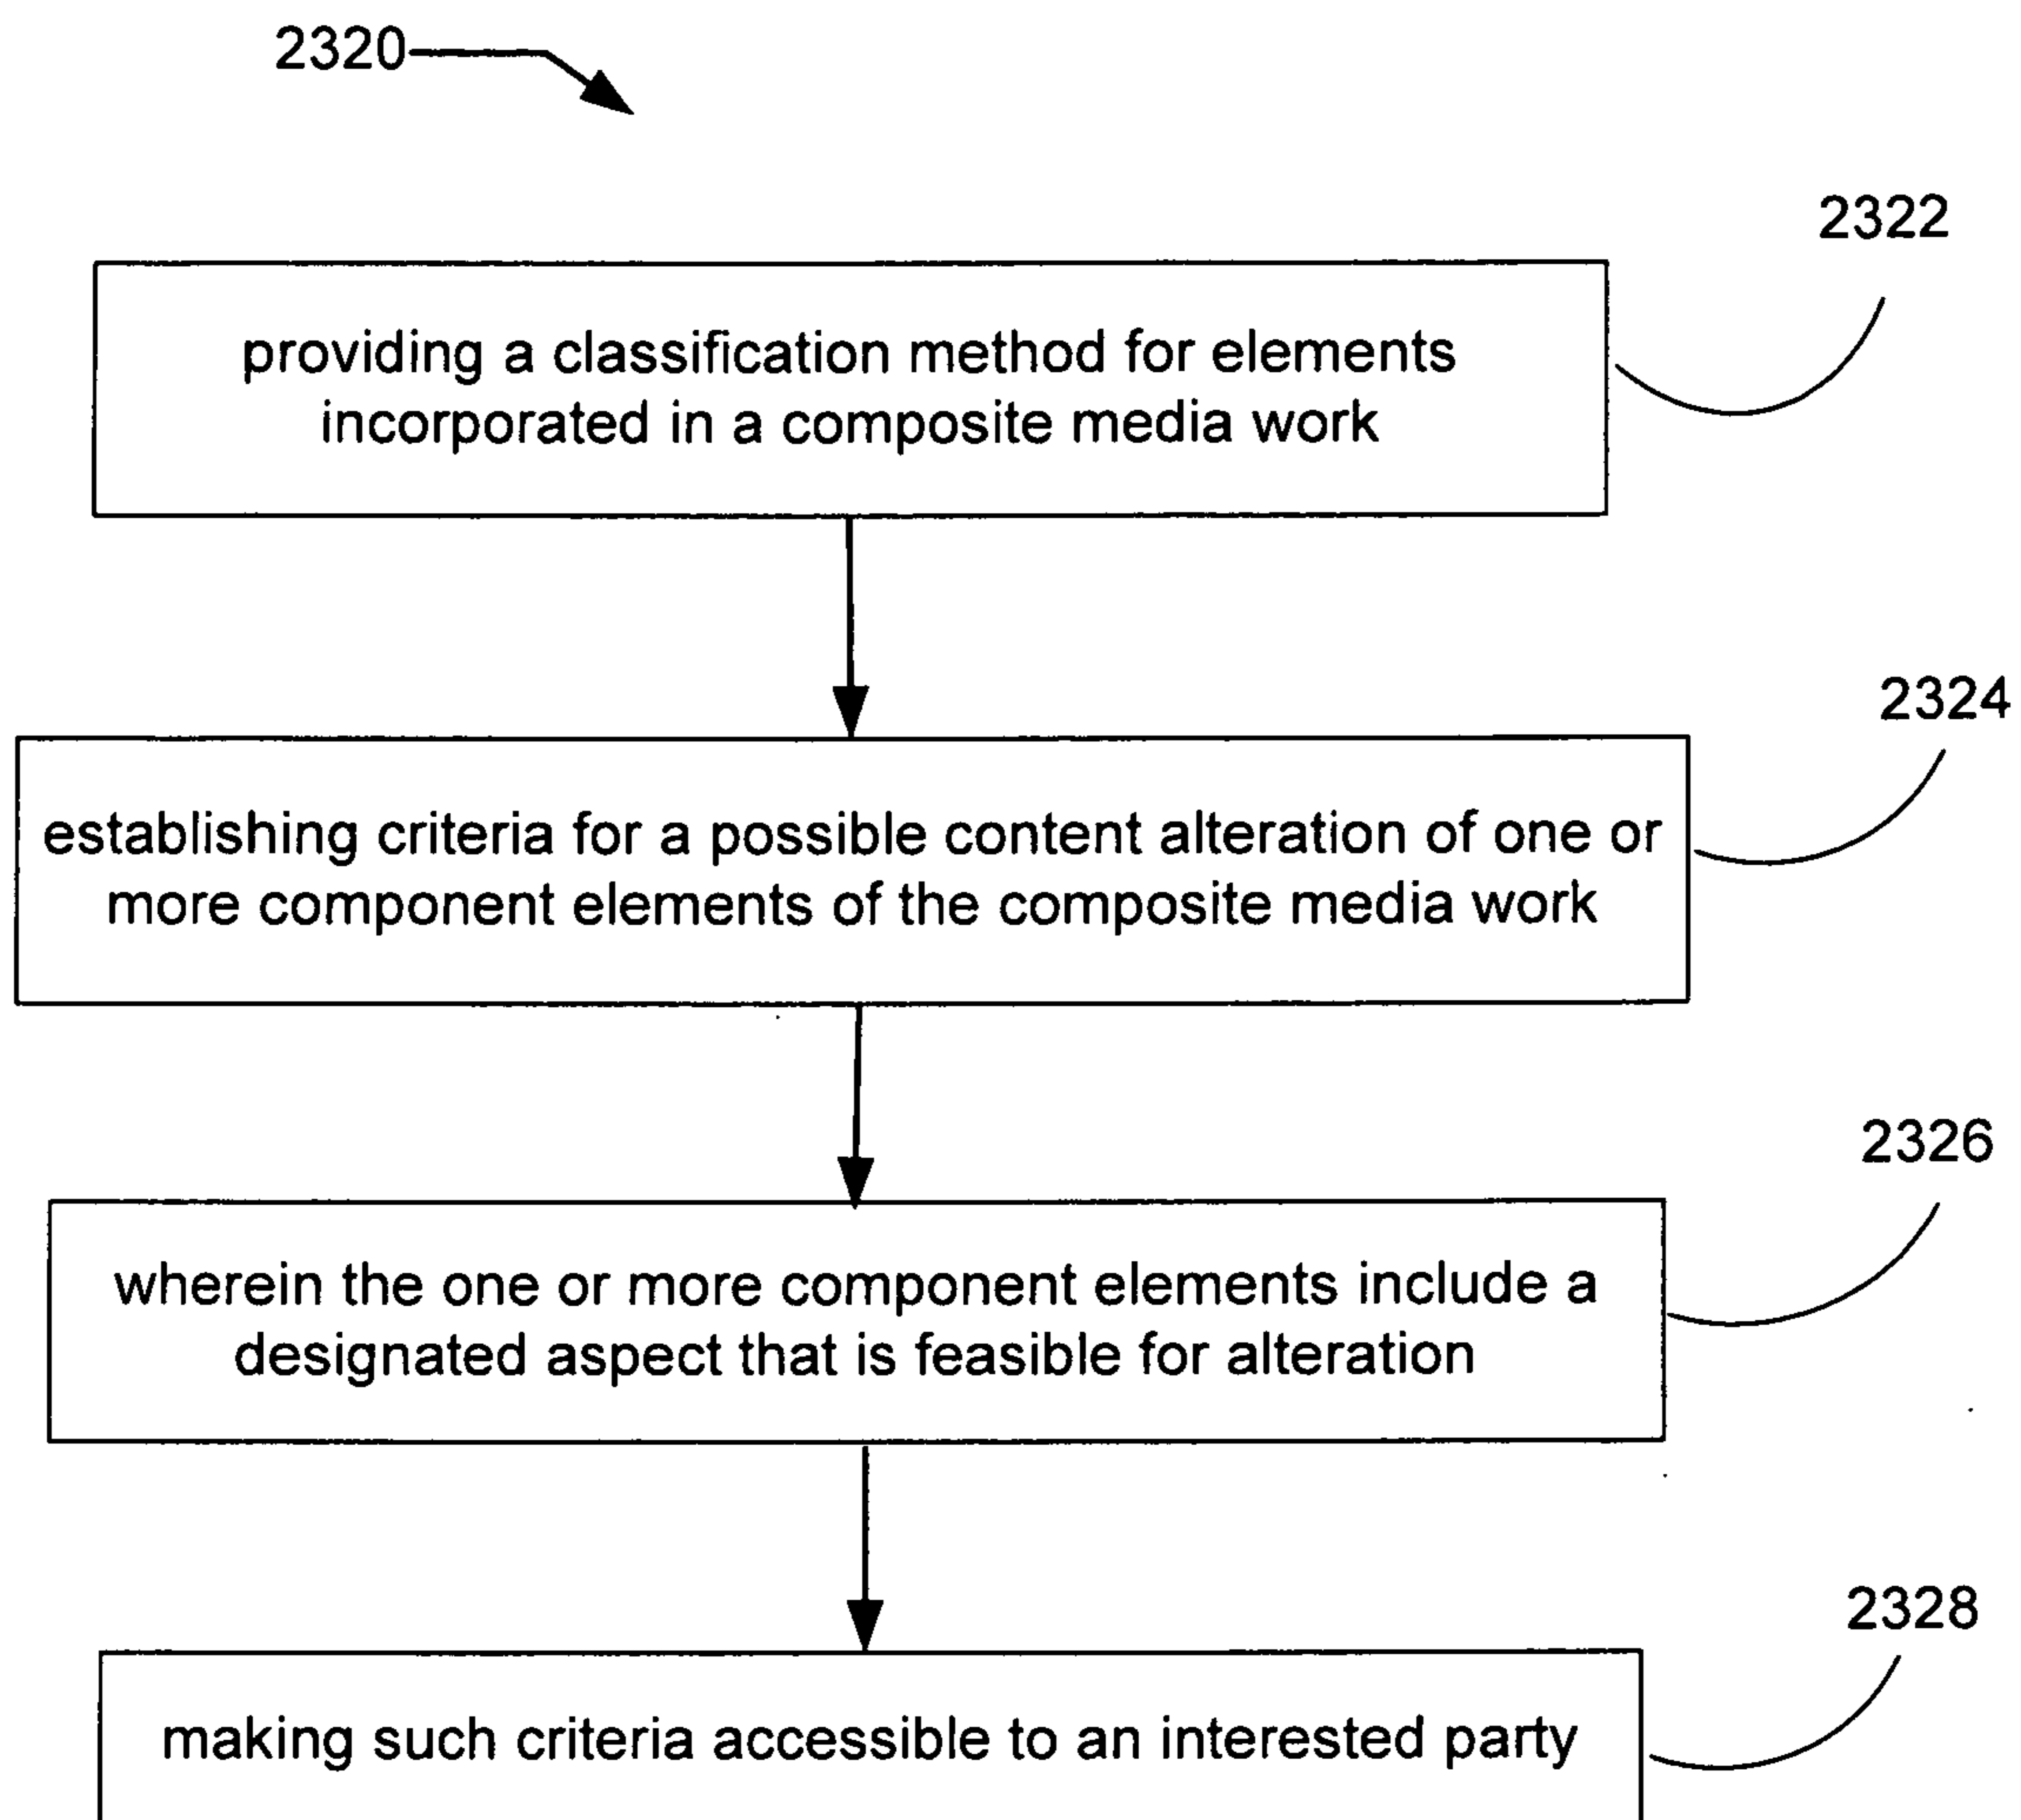 2320
2322
providing a classification method for elements
incorporated in a composite media work
2324
establishing criteria for a possible content alteration of one or
more component elements of the composite media work
2326
wherein the one or more component elements include a
designated aspect that is feasible for alteration
2328
making such criteria accessible to an interested party